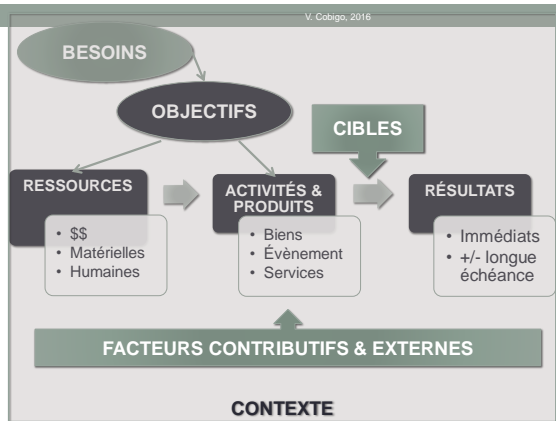 V. Cobigo, 2016
BESOINS
OBJECTIFS
CIBLES
RESSOURCES
• $$
• Matérielles
• Humaines
ACTIVITÉS &
PRODUITS
• Biens
• Évènement
• Services
RÉSULTATS
• Immédiats
• +/- longue
échéance
FACTEURS CONTRIBUTIFS & EXTERNES
CONTEXTE